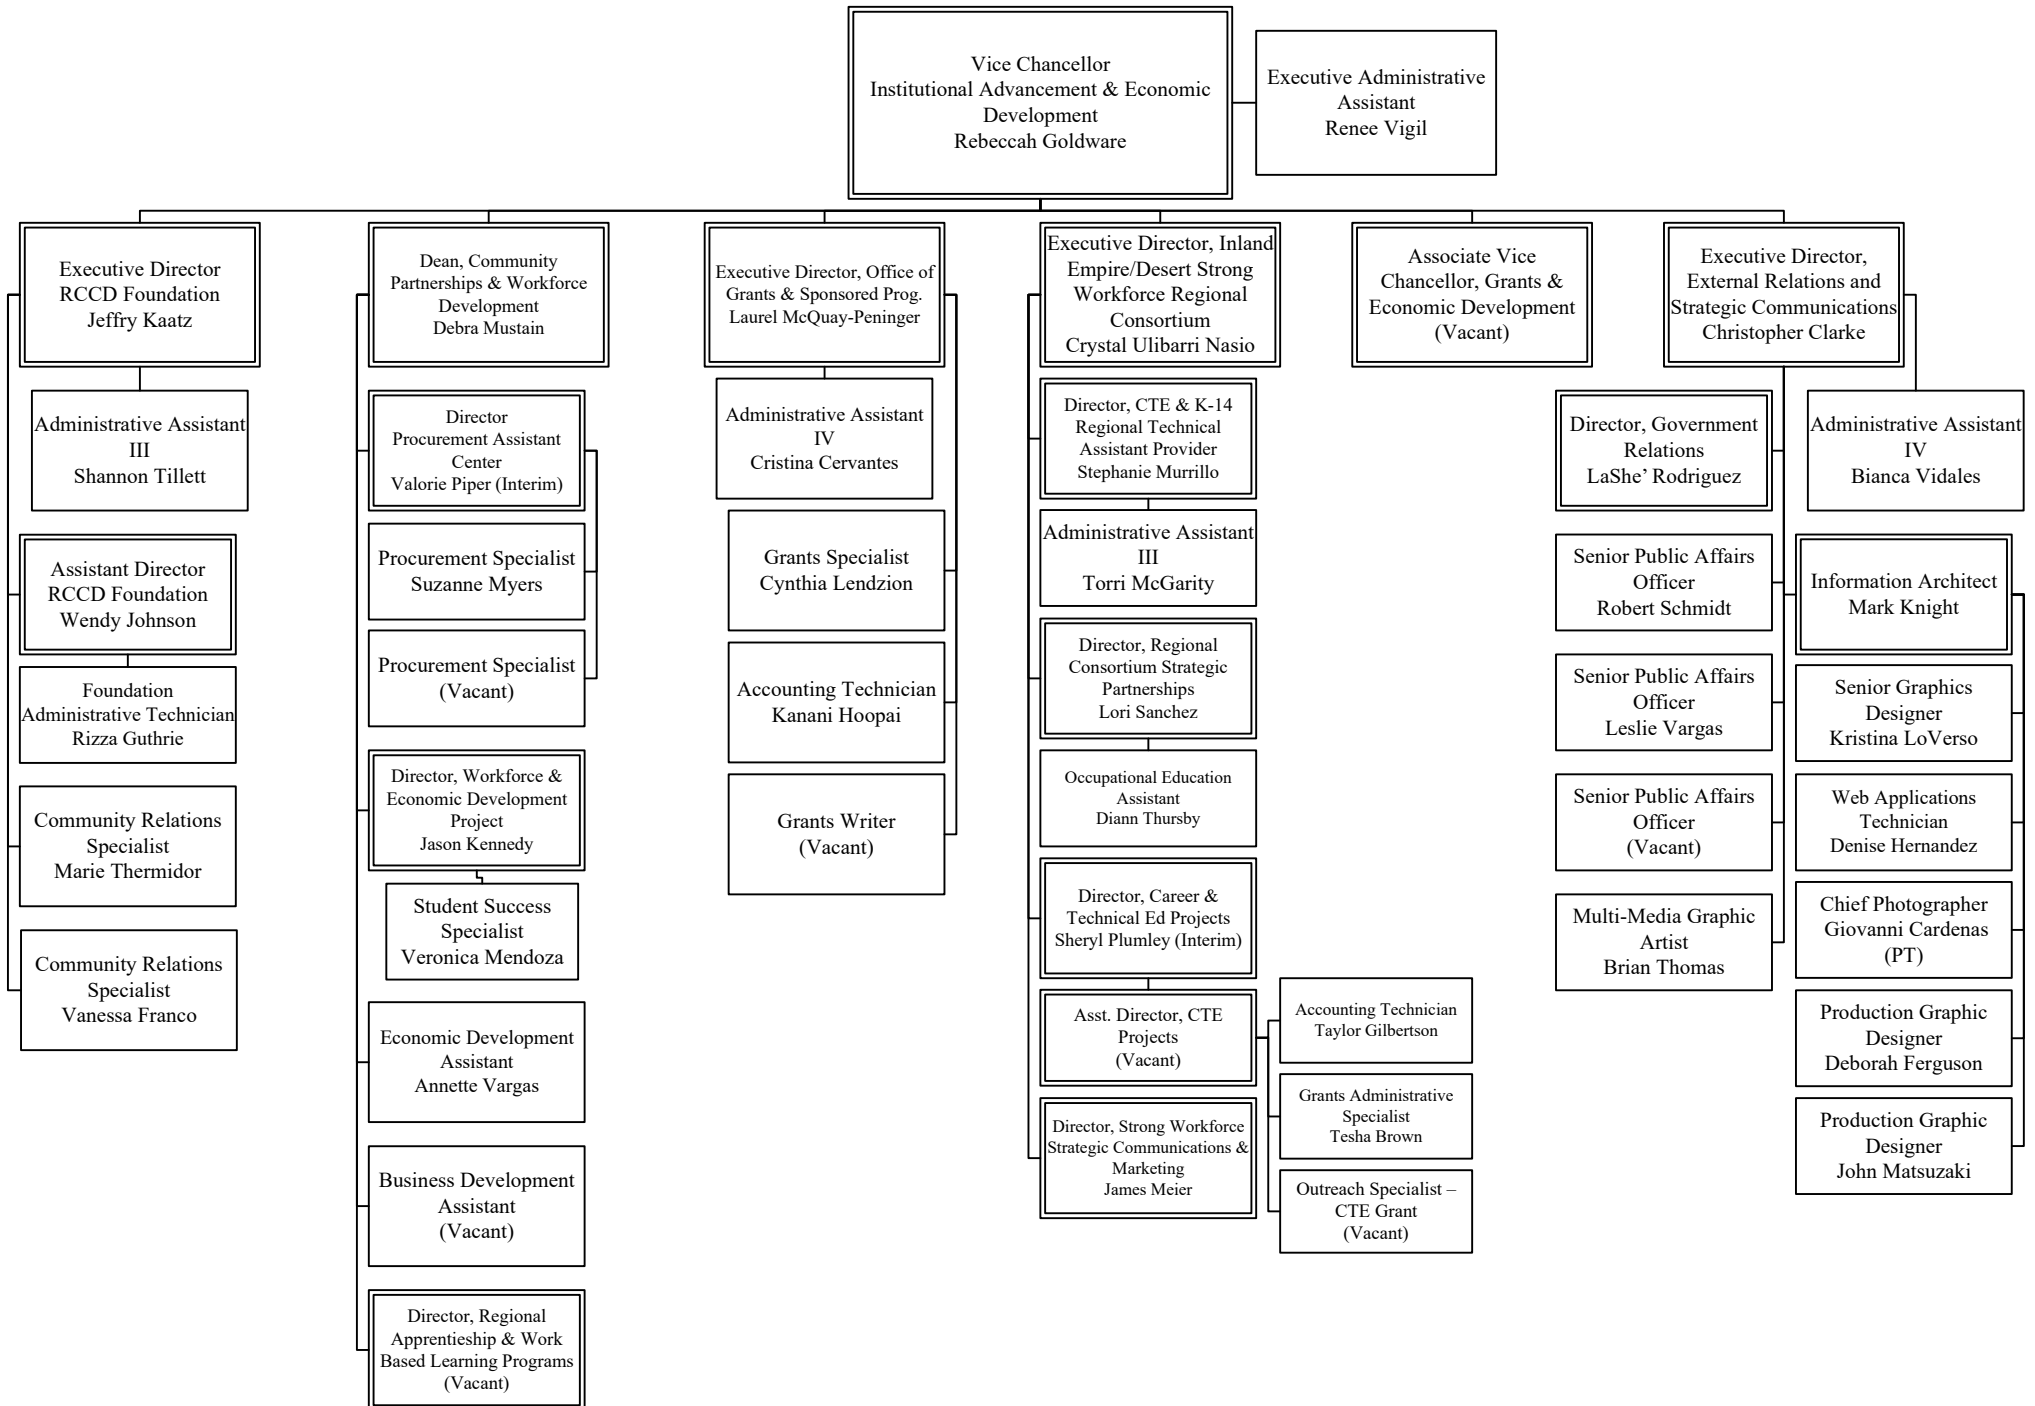 Vice Chancellor
Institutional Advancement & Economic
Development
Rebeccah Goldware
Executive Administrative
Assistant
Renee Vigil
Executive Director
RCCD Foundation
Jeffry Kaatz
Administrative Assistant
III
Shannon Tillett
Assistant Director
RCCD Foundation
Wendy Johnson
Foundation
Administrative Technician
Rizza Guthrie
Community Relations
Specialist
Marie Thermidor
Community Relations
Specialist
Vanessa Franco
Dean, Community
Partnerships & Workforce
Development
Debra Mustain
Director
Procurement Assistant
Center
Valorie Piper (Interim)
Procurement Specialist
Suzanne Myers
Procurement Specialist
(Vacant)
Director, Workforce &
Economic Development
Project
Jason Kennedy
Student Success
Specialist
Veronica Mendoza
Economic Development
Assistant
Annette Vargas
Business Development
Assistant
(Vacant)
Director, Regional
Apprentieship & Work
Based Learning Programs
(Vacant)
Executive Director, Office of
Grants & Sponsored Prog.
Laurel McQuay-Peninger
Administrative Assistant
IV
Cristina Cervantes
Grants Specialist
Cynthia Lendzion
Accounting Technician
Kanani Hoopai
Grants Writer
(Vacant)
Executive Director, Inland
Empire/Desert Strong
Workforce Regional
Consortium
Crystal Ulibarri Nasio
Director, CTE & K-14
Regional Technical
Assistant Provider
Stephanie Murrillo
Administrative Assistant
III
Torri McGarity
Director, Regional
Consortium Strategic
Partnerships
Lori Sanchez
Occupational Education
Assistant
Diann Thursby
Director, Career &
Technical Ed Projects
Sheryl Plumley (Interim)
Asst. Director, CTE
Projects
(Vacant)
Accounting Technician
Taylor Gilbertson
Grants Administrative
Specialist
Tesha Brown
Outreach Specialist –
CTE Grant
(Vacant)
Director, Strong Workforce
Strategic Communications &
Marketing
James Meier
Associate Vice
Chancellor, Grants &
Economic Development
(Vacant)
Executive Director,
External Relations and
Strategic Communications
Christopher Clarke
Director, Government
Relations
LaShe’ Rodriguez
Administrative Assistant
IV
Bianca Vidales
Senior Public Affairs
Officer
Robert Schmidt
Senior Public Affairs
Officer
Leslie Vargas
Senior Public Affairs
Officer
(Vacant)
Multi-Media Graphic
Artist
Brian Thomas
Information Architect
Mark Knight
Senior Graphics
Designer
Kristina LoVerso
Web Applications
Technician
Denise Hernandez
Chief Photographer
Giovanni Cardenas
(PT)
Production Graphic
Designer
Deborah Ferguson
Production Graphic
Designer
John Matsuzaki